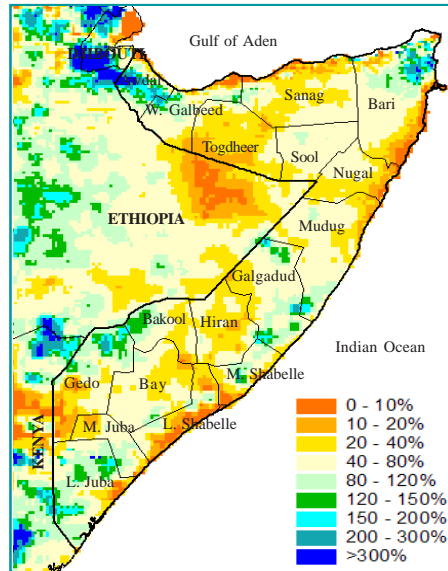 Gulf of Aden
DJIBOUTI
Awdal
W. Galbeed
Sanag
Bari
Togdheer
Sool
Nugal
ETHIOPIA
Mudug
Galgadud
Bakool
Hiran
Indian Ocean
Gedo
Bay
M. Shabelle
KENYA
M. Juba
L. Shabelle
L. Juba
0 - 10%
10 - 20%
20 - 40%
40 - 80%
80 - 120%
120 - 150%
150 - 200%
200 - 300%
>300%